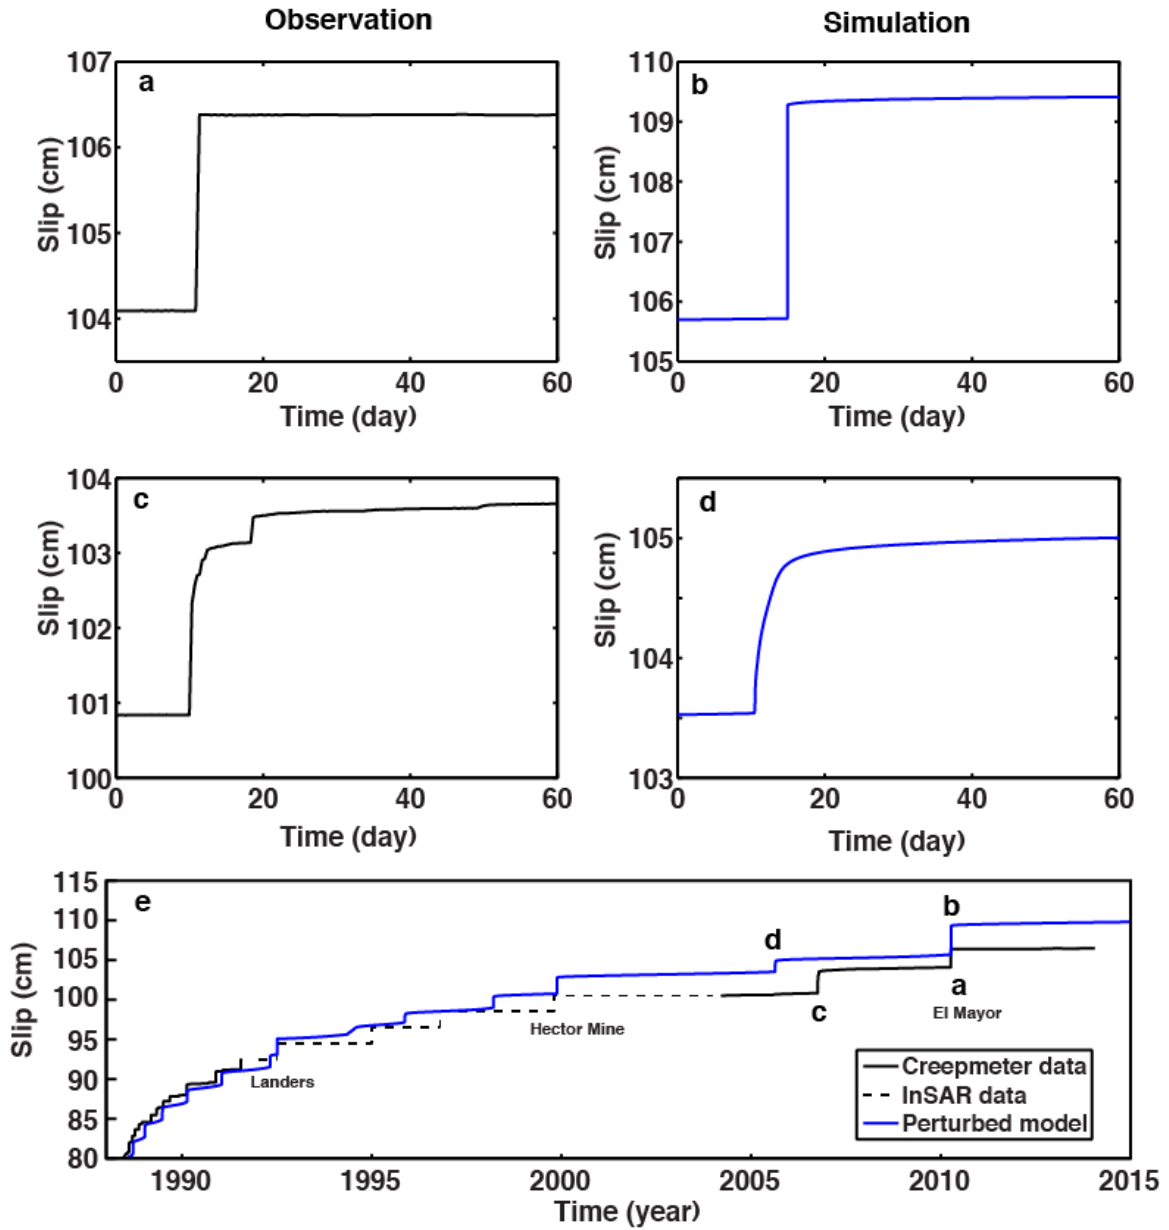 Observation
Simulation
107
106
105
104
a
Slip (cm)
0 20 40 60
Time (day)
110
109
108
107
106
105
b
Slip (cm)
0 20 40 60
Time (day)
104
103
102
101
100
c
Slip (cm)
0 20 40 60
Time (day)
105
104
103
d
Slip (cm)
0 20 40 60
Time (day)
115
110
105
100
95
90
85
80
e
Slip (cm)
b
d
a
c
El Mayor
Hector Mine
Landers
Creepmeter data
InSAR data
Perturbed model
1990 1995 2000 2005 2010 2015
Time (year)